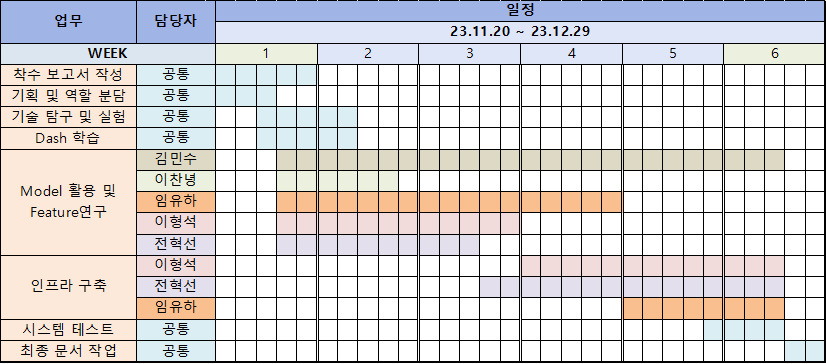 업무 담당자 일정
23.11.20 ~ 23.12.29
WEEK 1 2 3 4 5 6
착수 보고서 작성 공통
기획 및 역할 분담 공통
기술 탐구 및 실험 공통
Dash 학습 공통
Model 활용 및
Feature연구
김민수
이찬녕
임유하
이형석
전혁선
인프라 구축
이형석
전혁선
임유하
시스템 테스트 공통
최종 문서 작업 공통